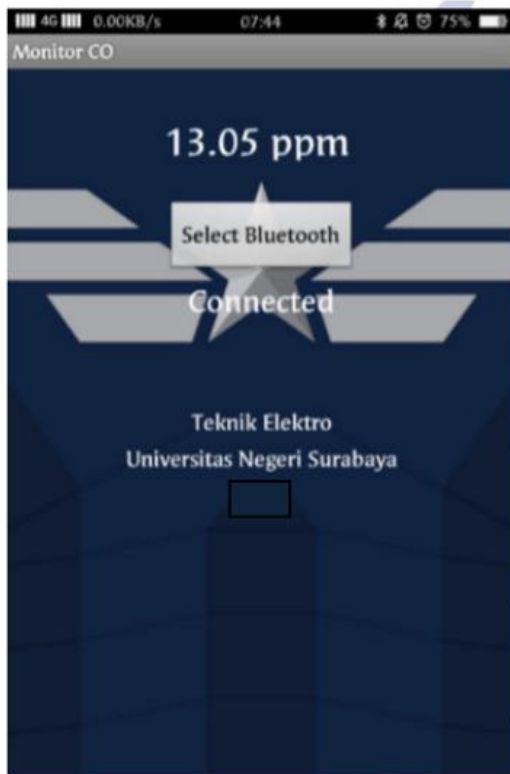 4G 0.00KB/s 07:44 75%
Monitor CO
13.05 ppm
Select Bluetooth
Connected
Teknik Elektro
Universitas Negeri Surabaya